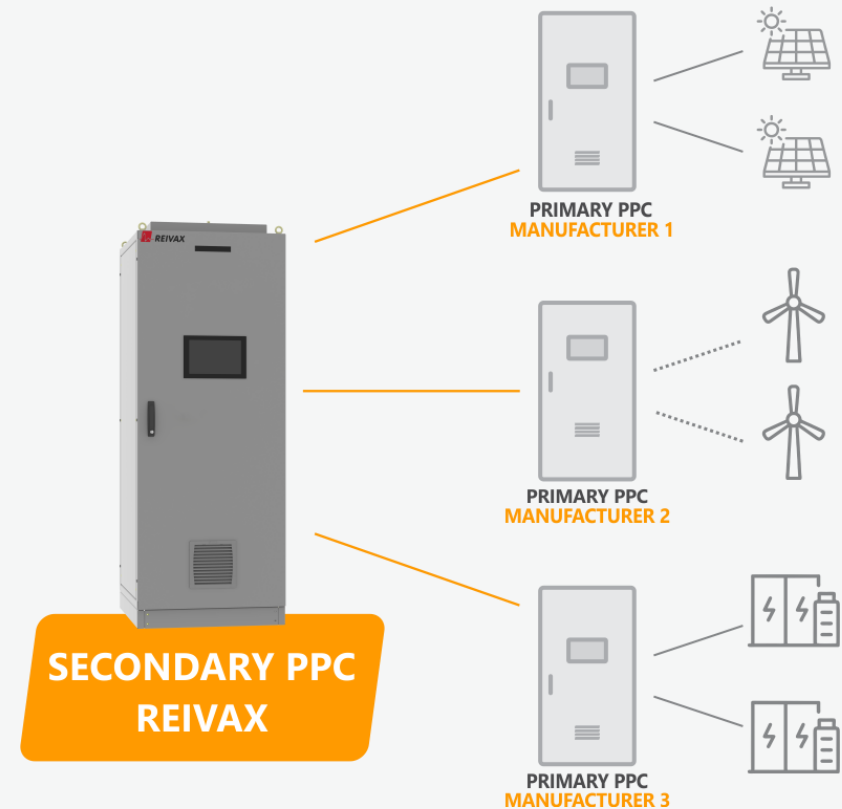 REIVAX
SECONDARY PPC
REIVAX
PRIMARY PPC
MANUFACTURER 1
PRIMARY PPC
MANUFACTURER 2
PRIMARY PPC
MANUFACTURER 3